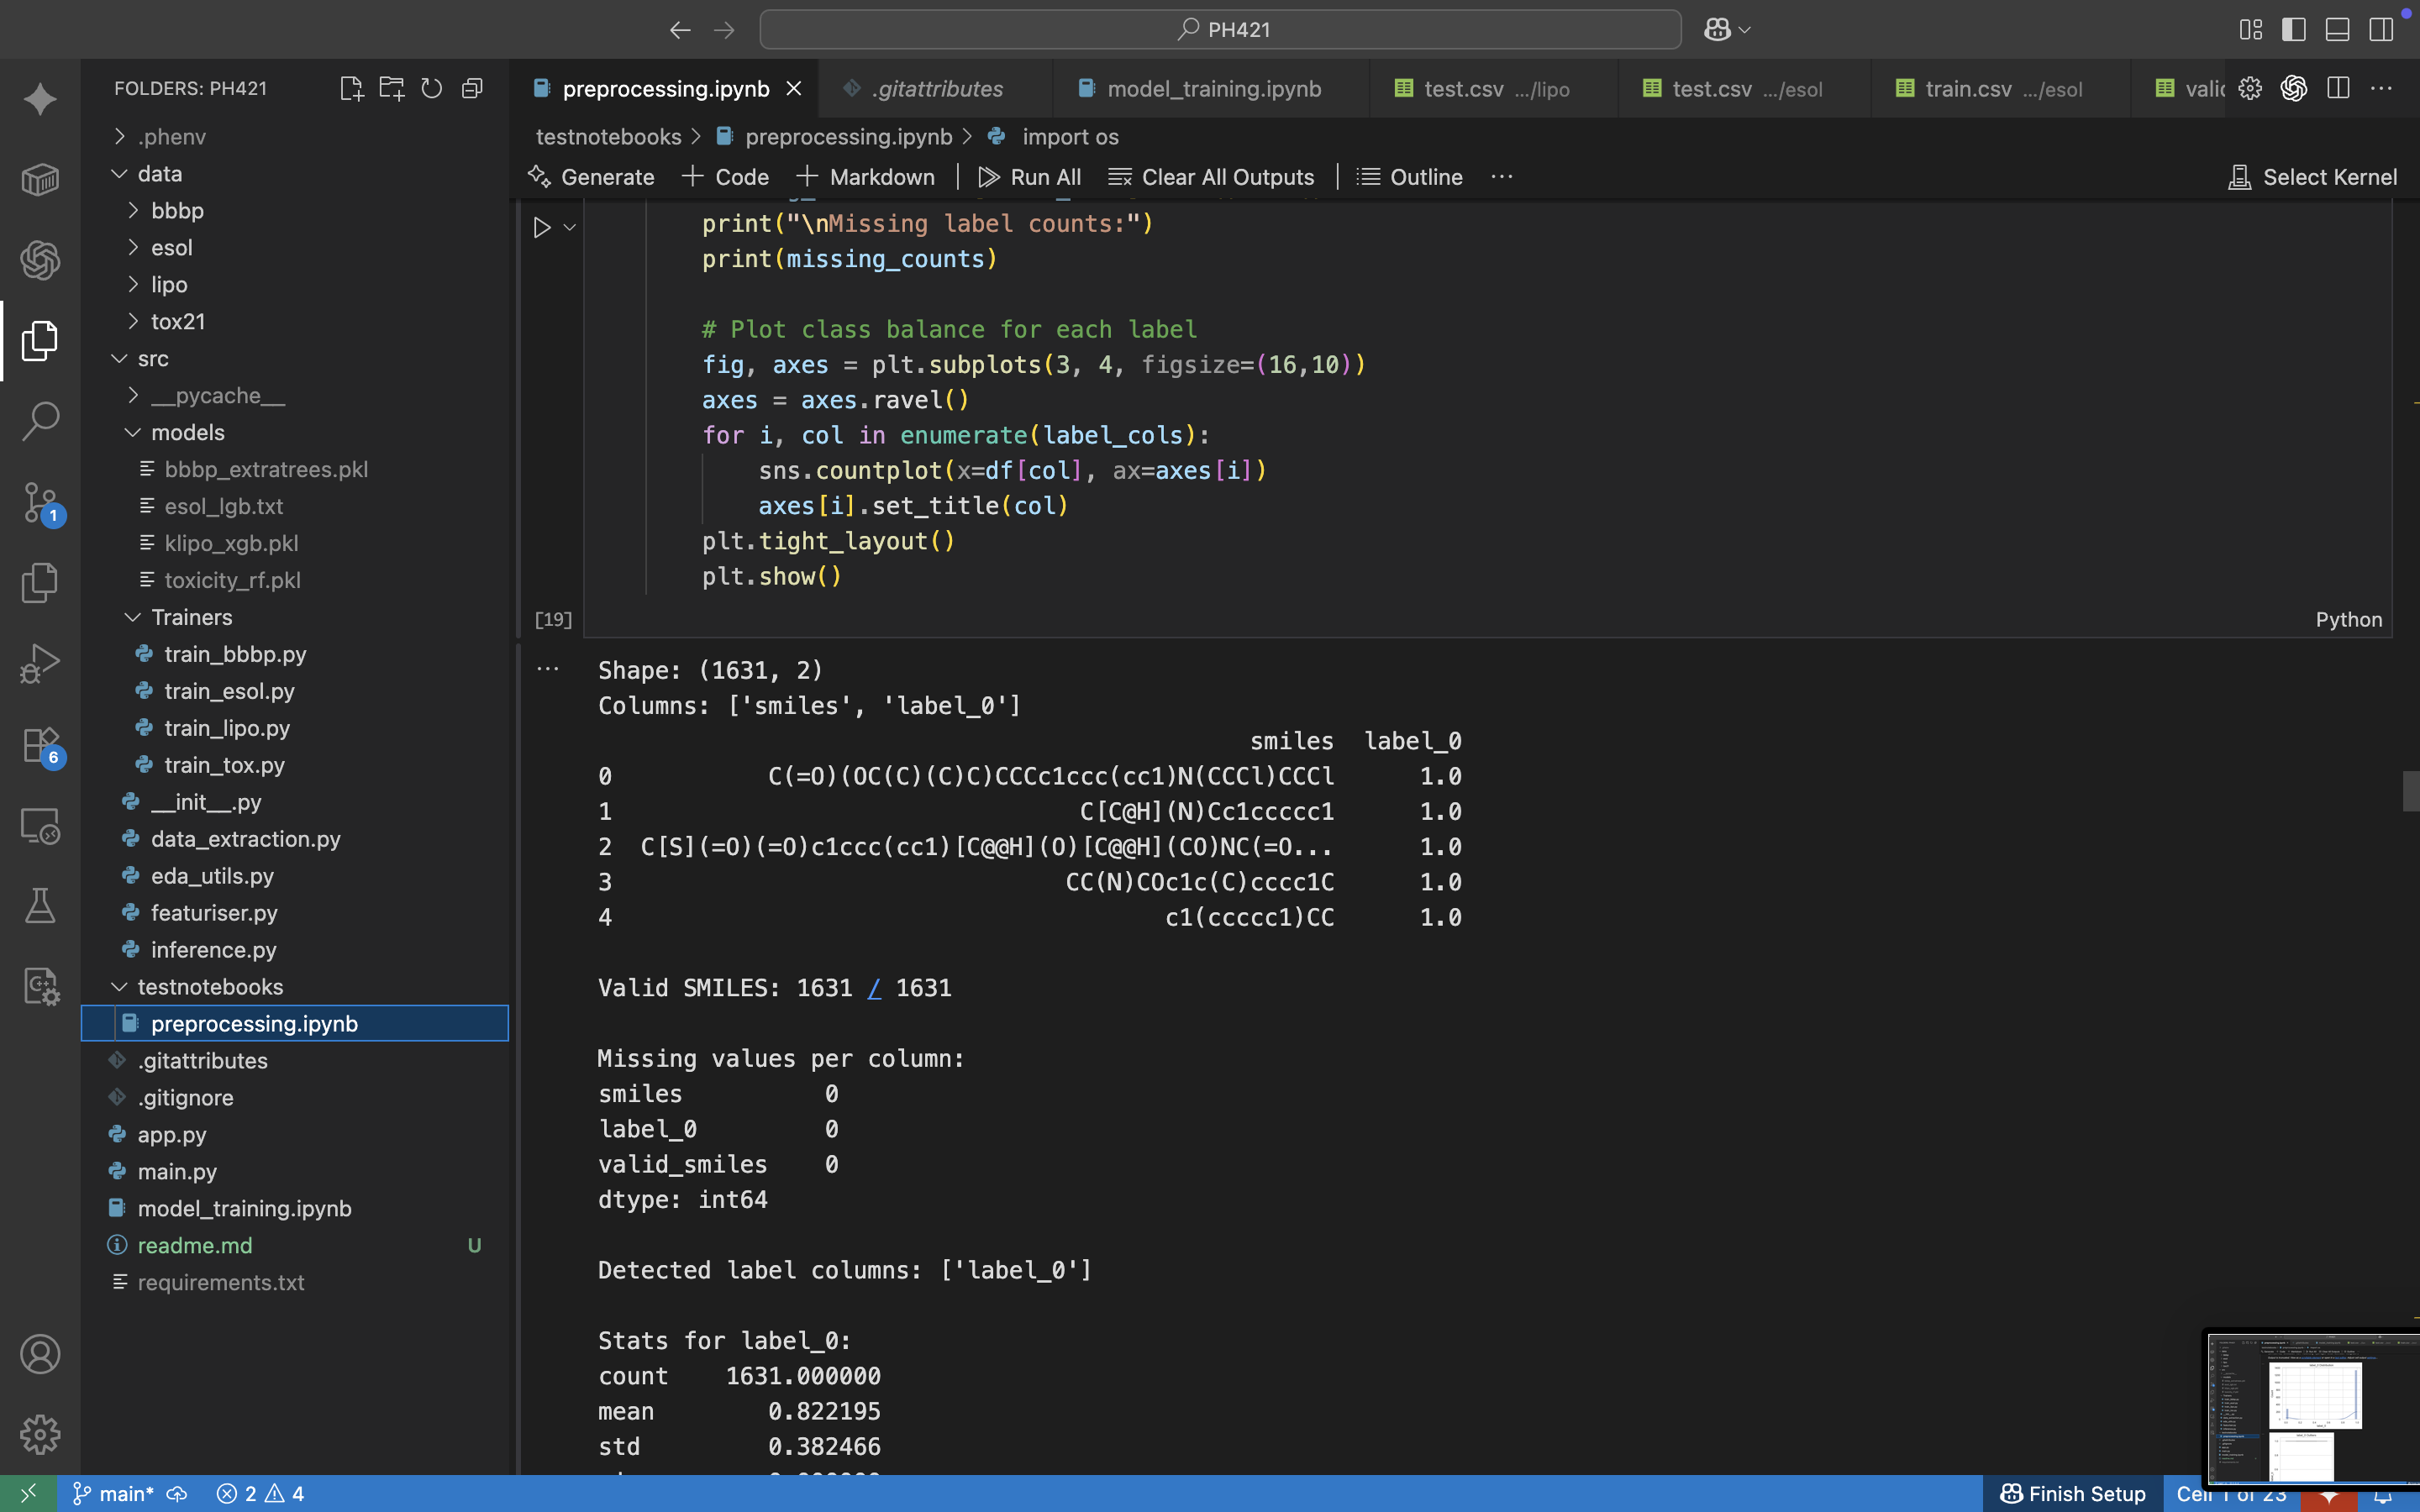 PH421
FOLDERS: PH421
.phenv
data
bbbp
esol
lipo
tox21
src
__pycache__
models
bbbp_extratrees.pkl
esol_lgb.txt
klipo_xgb.pkl
toxicity_rf.pkl
Trainers
train_bbbp.py
train_esol.py
train_lipo.py
train_tox.py
__init__.py
data_extraction.py
eda_utils.py
featuriser.py
inference.py
testnotebooks
preprocessing.ipynb
.gitattributes
.gitignore
app.py
main.py
model_training.ipynb
readme.md U
requirements.txt
1
6
preprocessing.ipynb .gitattributes model_training.ipynb test.csv .../lipo test.csv .../esol train.csv .../esol
testnotebooks > preprocessing.ipynb > import os
Generate + Code + Markdown | Run All Clear All Outputs | Outline ... Select Kernel
print("\nMissing label counts:")
print(missing_counts)
# Plot class balance for each label
fig, axes = plt.subplots(3, 4, figsize=(16,10))
axes = axes.ravel()
for i, col in enumerate(label_cols):
sns.countplot(x=df[col], ax=axes[i])
axes[i].set_title(col)
plt.tight_layout()
plt.show()
[19] Python
Shape: (1631, 2)
Columns: ['smiles', 'label_0']
smiles label_0
0 C(=O)(OC(C)(C)C)CCCc1ccc(cc1)N(CCCl)CCCl 1.0
1 C[C@H](N)Cc1ccccc1 1.0
2 C[S](=O)(=O)c1ccc(cc1)[C@@H](O)[C@@H](CO)NC(=O... 1.0
3 CC(N)COc1c(C)cccc1C 1.0
4 c1(ccccc1)CC 1.0
Valid SMILES: 1631 / 1631
Missing values per column:
smiles 0
label_0 0
valid_smiles 0
dtype: int64
Detected label columns: ['label_0']
Stats for label_0:
count 1631.000000
mean 0.822195
std 0.382466
main* 2 4 Finish Setup Cell 1 of 23